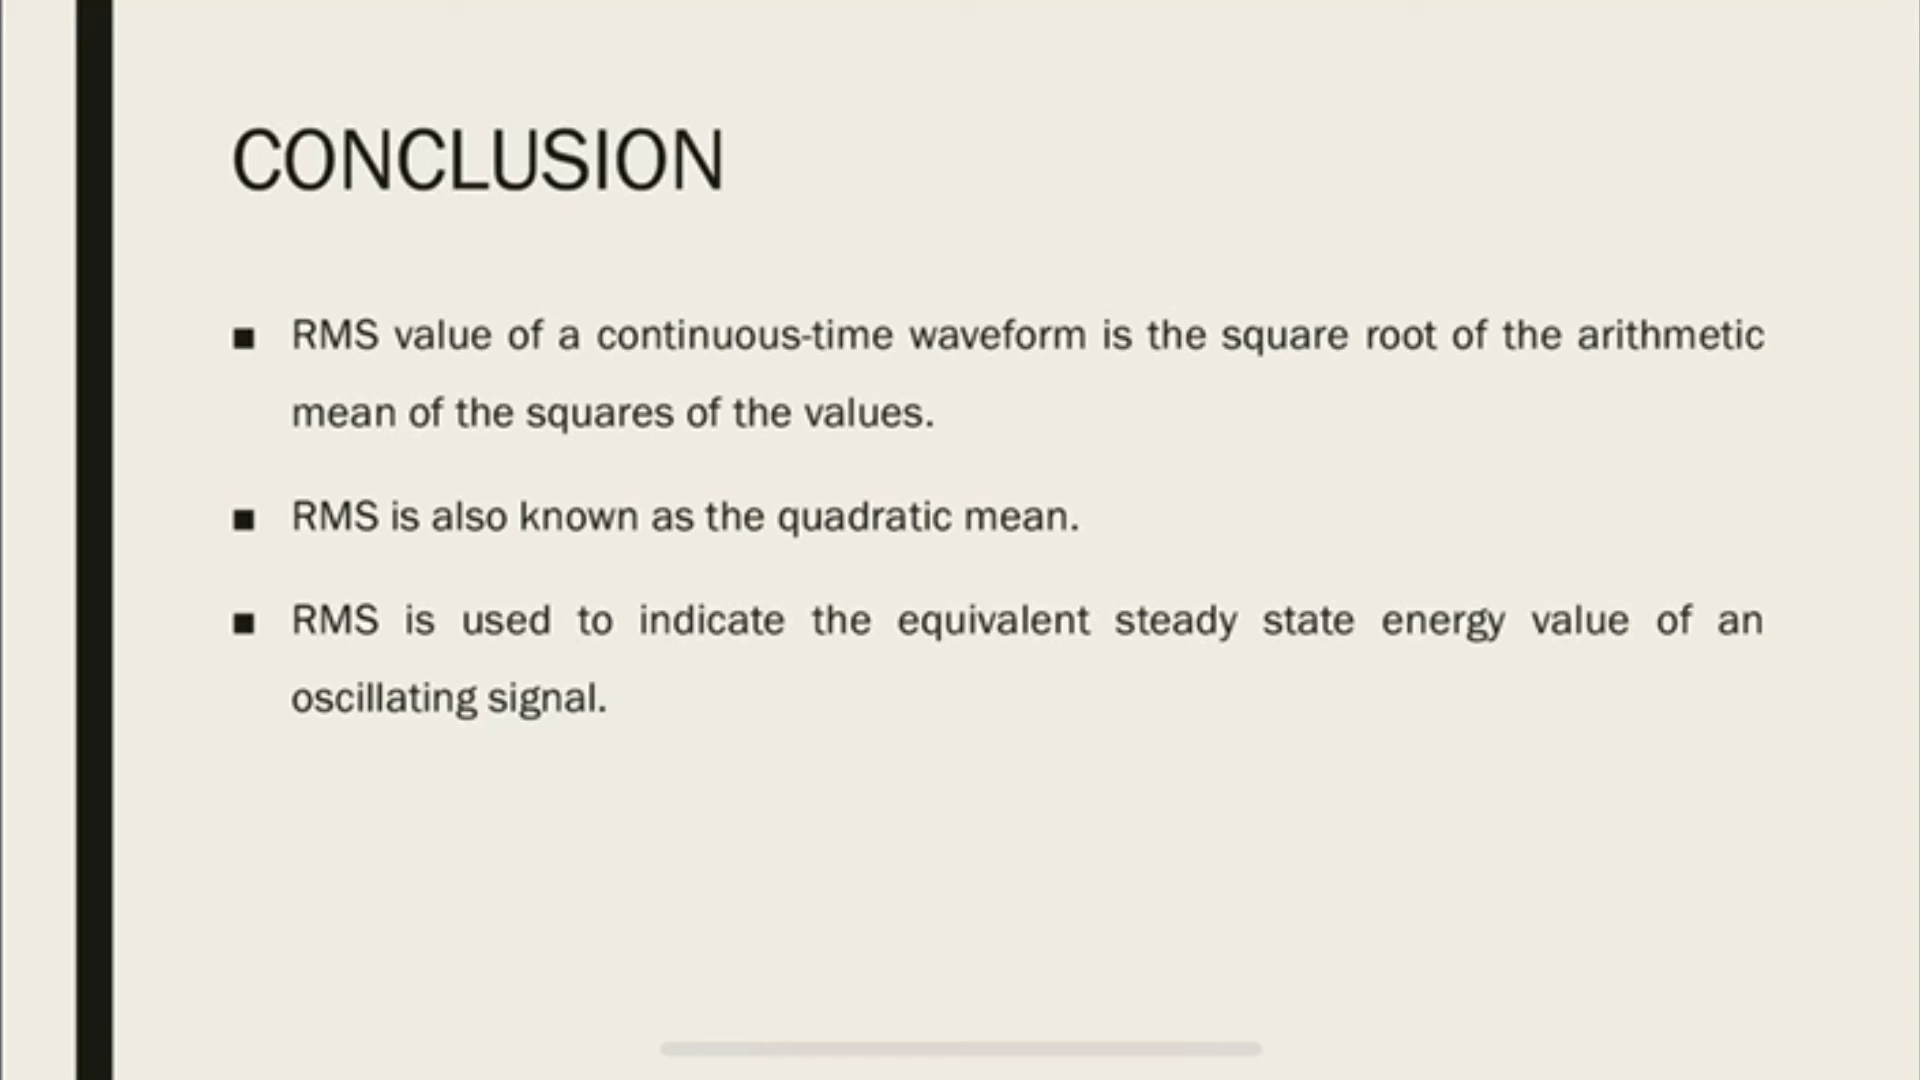 CONCLUSION
■ RMS value of a continuous-time waveform is the square root of the arithmetic
mean of the squares of the values.
■ RMS is also known as the quadratic mean.
■ RMS is used to indicate the equivalent steady state energy value of an
oscillating signal.